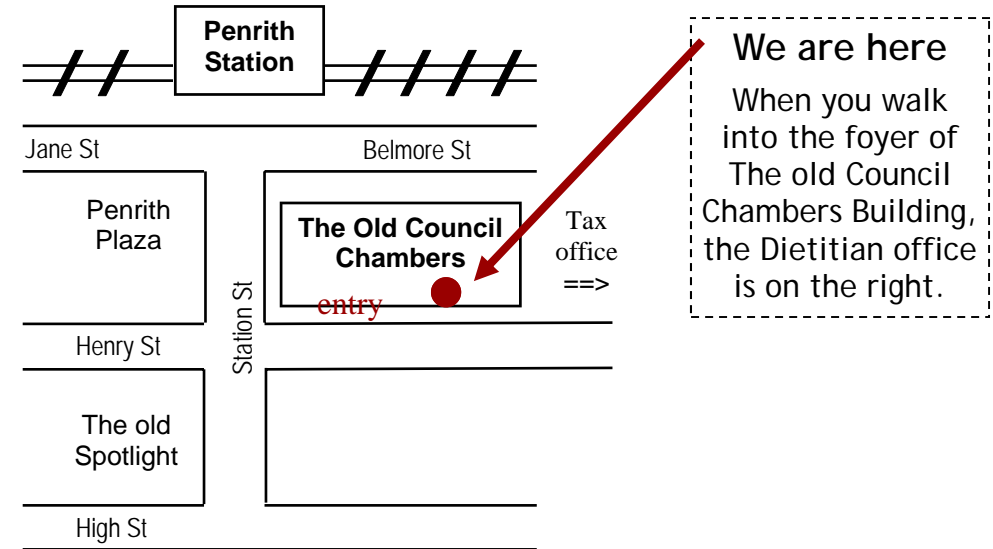 Penrith
Station
We are here
When you walk
into the foyer of
The old Council
Chambers Building,
the Dietitian office
is on the right.
Jane St
Belmore St
Penrith
Plaza
The Old Council
Chambers
entry
Tax
office
==>
Station St
Henry St
The old
Spotlight
High St